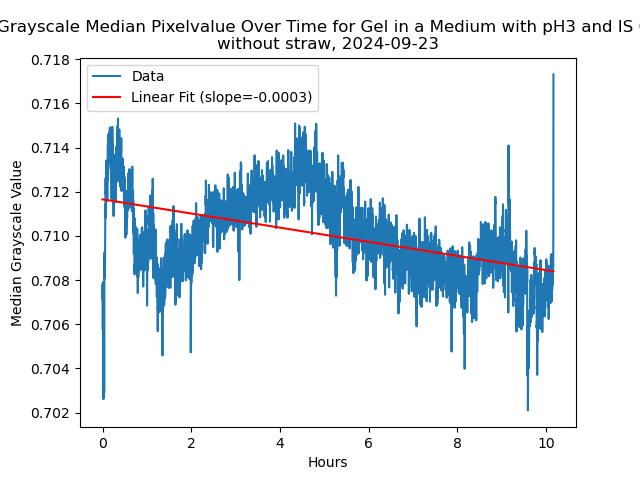 Grayscale Median Pixelvalue Over Time for Gel in a Medium with pH3 and IS
without straw, 2024-09-23
0.718
0.716
0.714
0.712
0.710
0.708
0.706
0.704
0.702
Median Grayscale Value
Data
Linear Fit (slope=-0.0003)
0 2 4 6 8 10
Hours